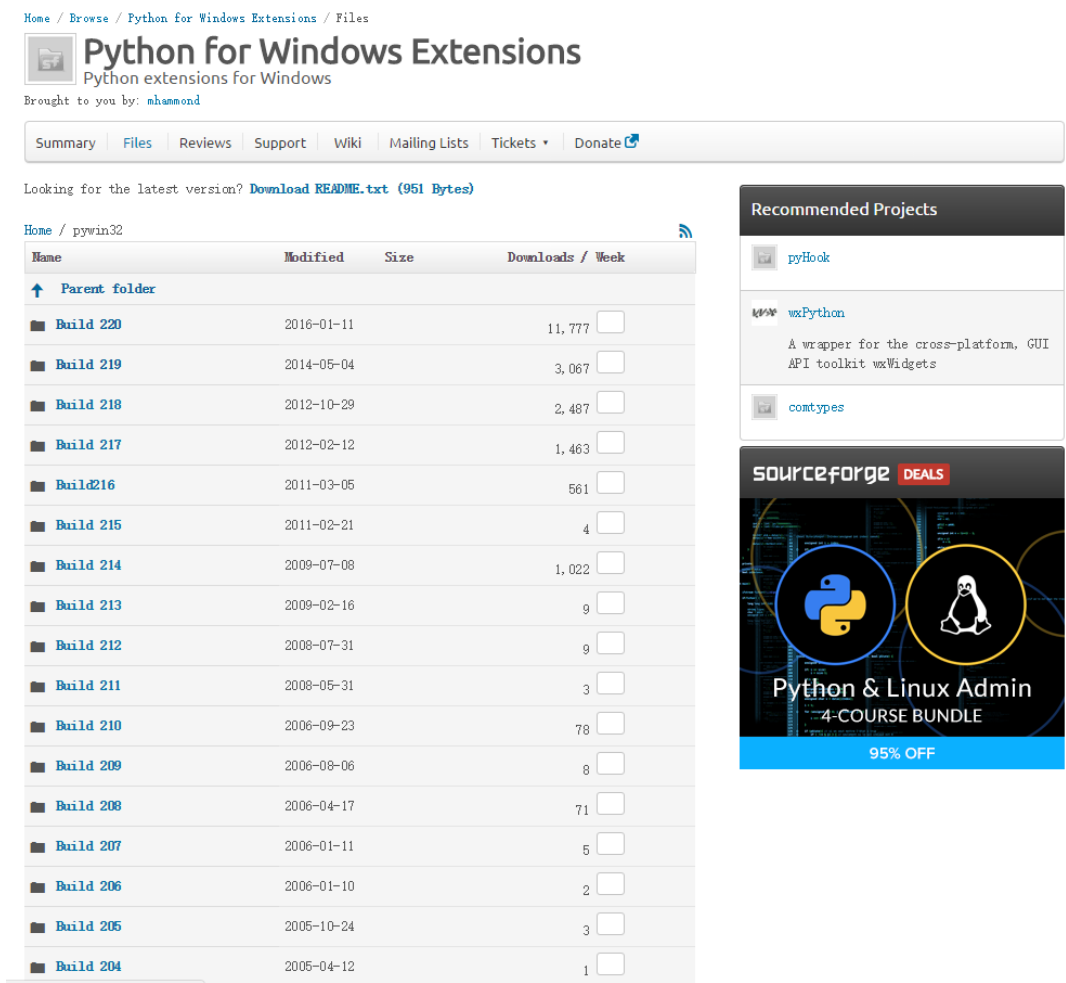 Home / Browse / Python for Windows Extensions / Files
Python for Windows Extensions
Python extensions for Windows
Brought to you by: mhammond
Summary Files Reviews Support Wiki Mailing Lists Tickets Donate
Looking for the latest version? Download README.txt (951 Bytes)
Home / pywin32
Name Modified Size Downloads / Week
Parent folder
Build 220 2016-01-11 11,777
Build 219 2014-05-04 3,067
Build 218 2012-10-29 2,487
Build 217 2012-02-12 1,463
Build216 2011-03-05 561
Build 215 2011-02-21 4
Build 214 2009-07-08 1,022
Build 213 2009-02-16 9
Build 212 2008-07-31 9
Build 211 2008-05-31 3
Build 210 2006-09-23 78
Build 209 2006-08-06 8
Build 208 2006-04-17 71
Build 207 2006-01-11 5
Build 206 2006-01-10 2
Build 205 2005-10-24 3
Build 204 2005-04-12 1
Recommended Projects
pyHook
wxPython
A wrapper for the cross-platform, GUI
API toolkit wxWidgets
comtypes
sourceforge DEALS
Python & Linux Admin
4-COURSE BUNDLE
95% OFF